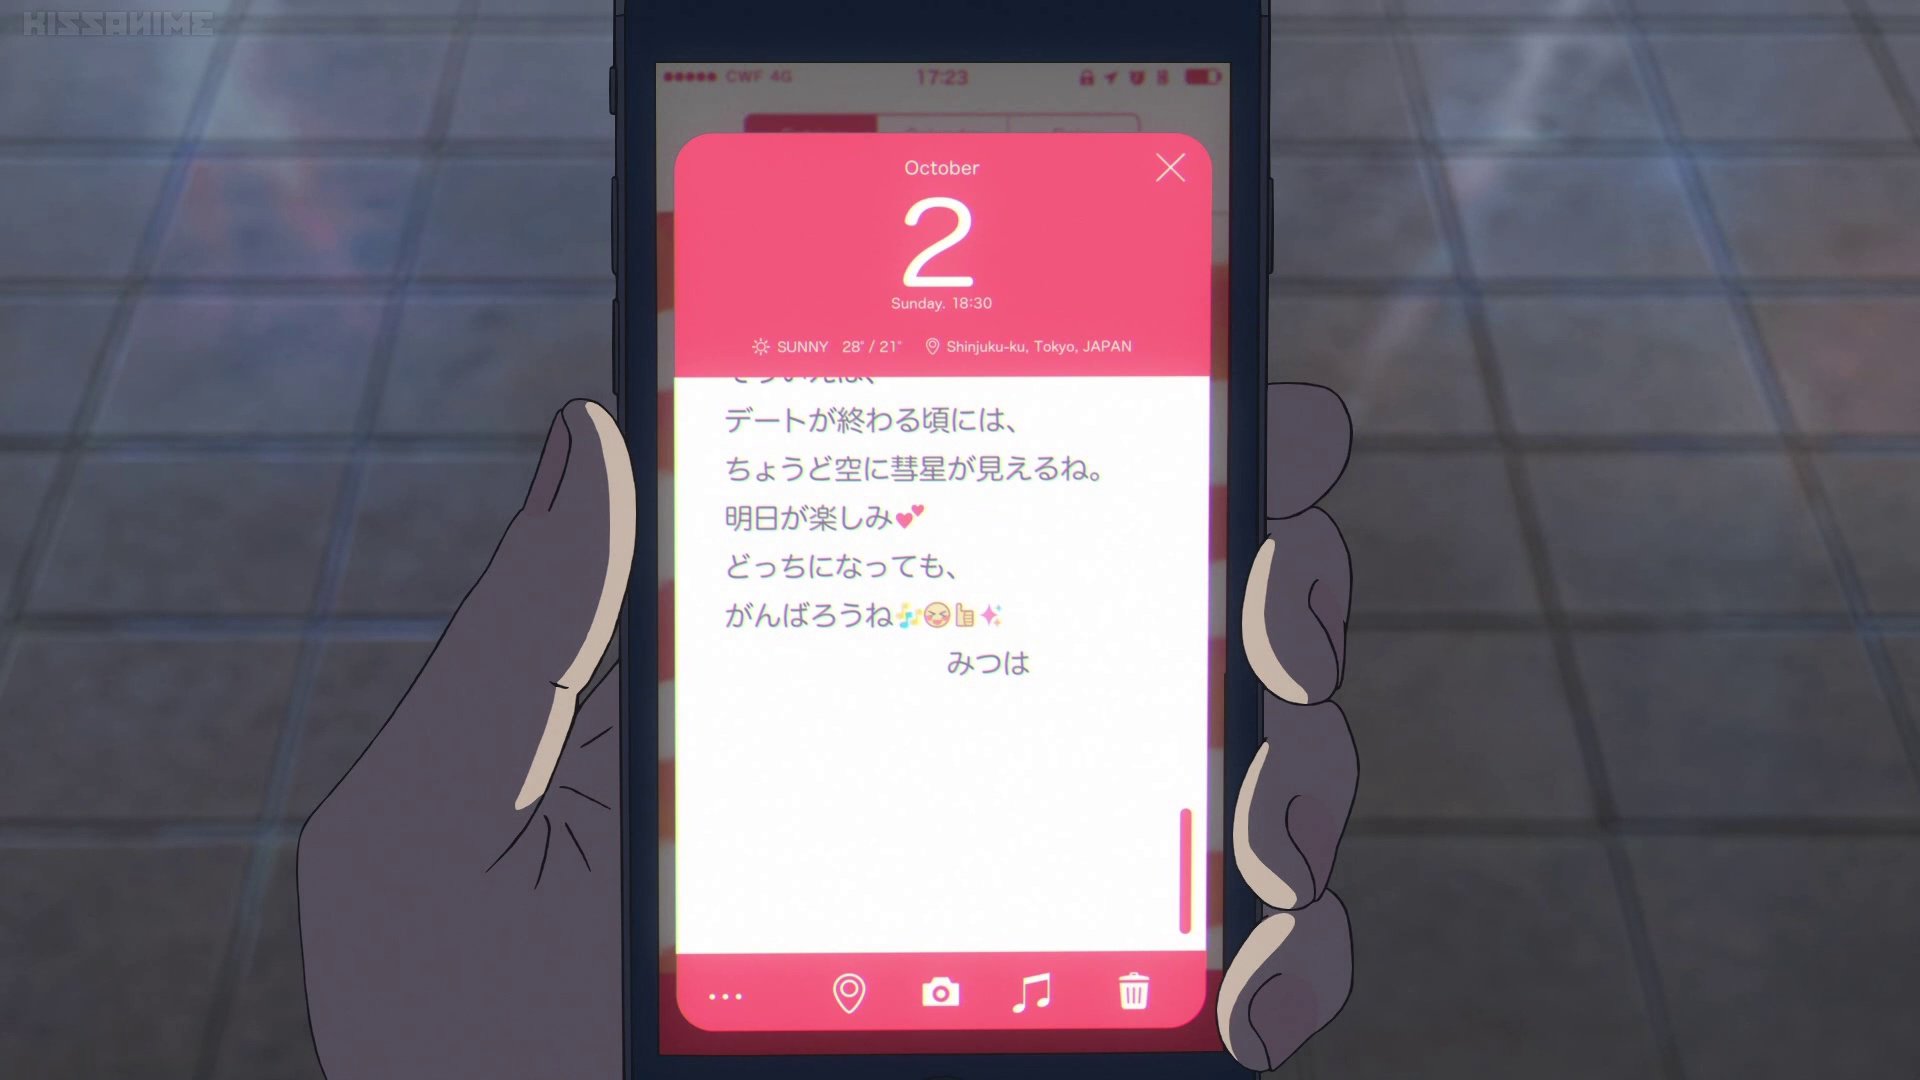 KISSANIME
CWF 4G 17:23
October
2
Sunday. 18:30
SUNNY 28° / 21° Shinjuku-ku, Tokyo, JAPAN
デートが終わる頃には、
ちょうど空に彗星が見えるね。
明日が楽しみ💕
どっちになっても、
がんばろうね🎶😆👍✨
みつは